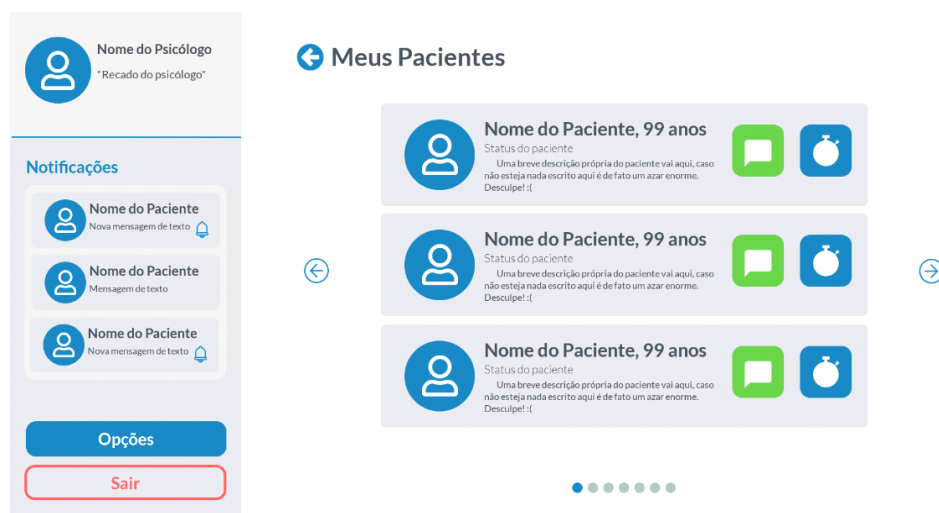 Nome do Psicólogo
"Recado do psicólogo"
Notificações
Nome do Paciente
Nova mensagem de texto
Nome do Paciente
Mensagem de texto
Nome do Paciente
Nova mensagem de texto
Opções
Sair
Meus Pacientes
Nome do Paciente, 99 anos
Status do paciente
Uma breve descrição própria do paciente vai aqui, caso
não esteja nada escrito aqui é de fato um azar enorme.
Desculpe! :(
Nome do Paciente, 99 anos
Status do paciente
Uma breve descrição própria do paciente vai aqui, caso
não esteja nada escrito aqui é de fato um azar enorme.
Desculpe! :(
Nome do Paciente, 99 anos
Status do paciente
Uma breve descrição própria do paciente vai aqui, caso
não esteja nada escrito aqui é de fato um azar enorme.
Desculpe! :(